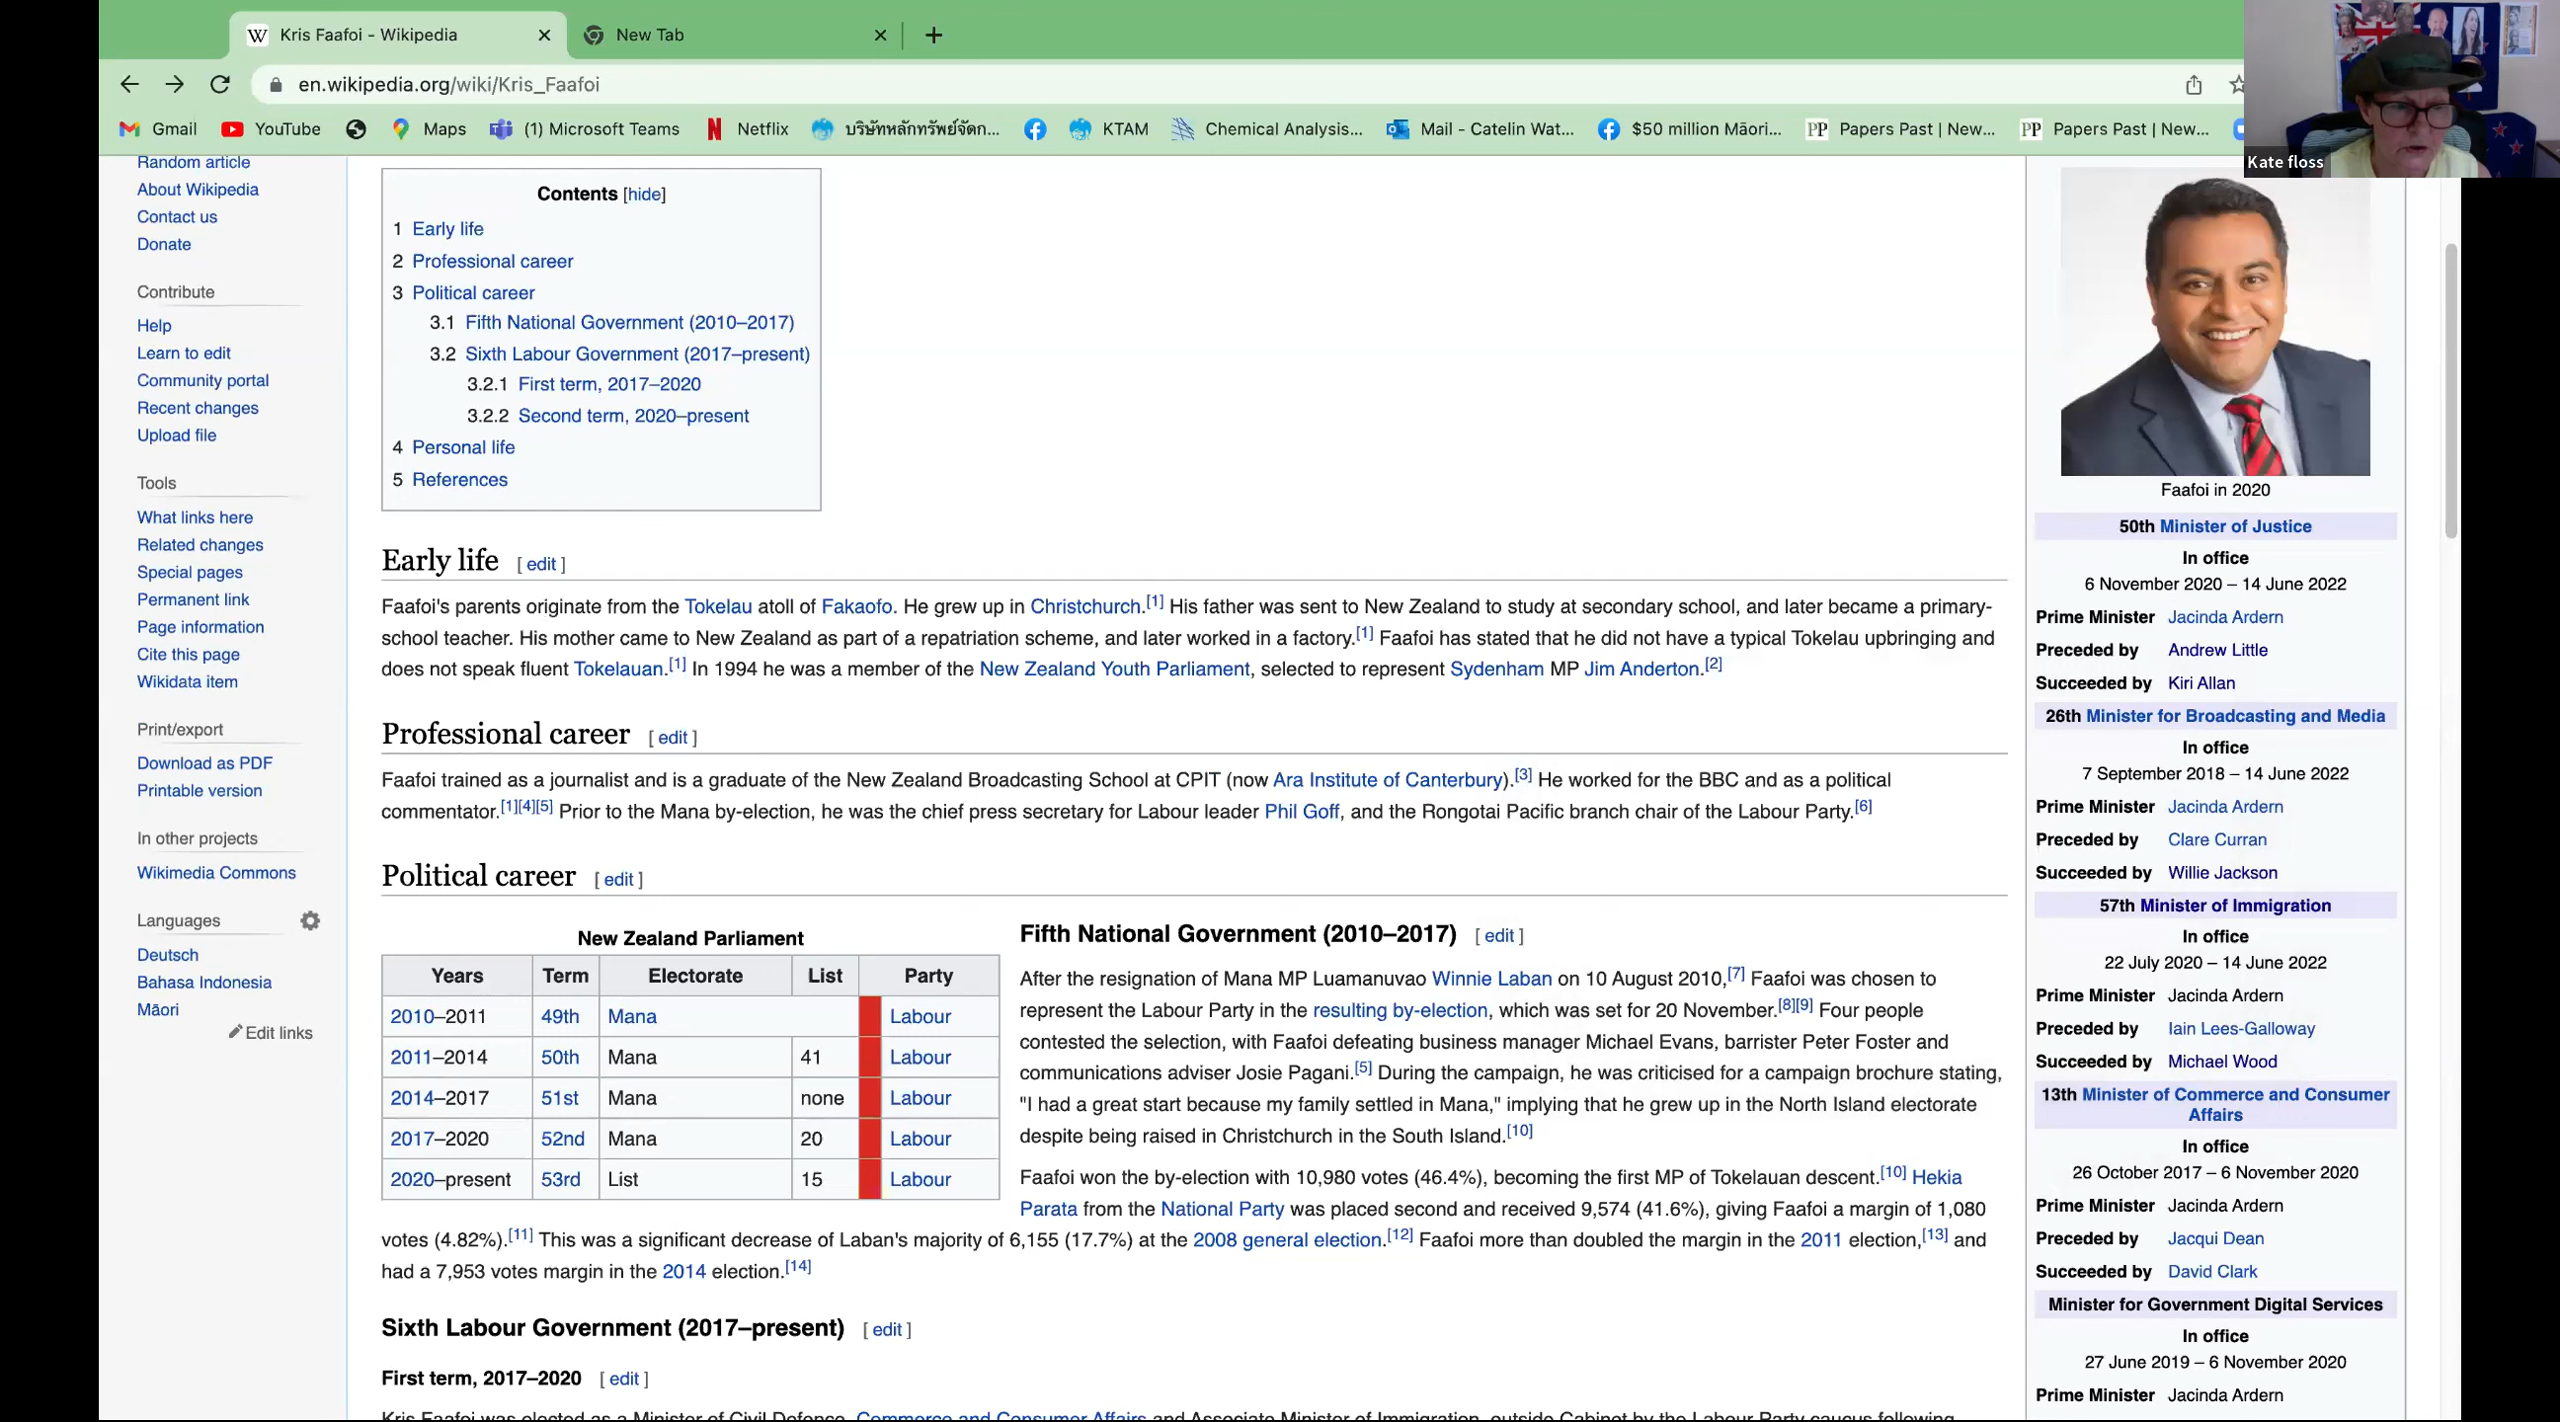 Kris Faafoi - Wikipedia
New Tab
en.wikipedia.org/wiki/Kris_Faafoi
Gmail YouTube Maps (1) Microsoft Teams Netflix บริษัทหลักทรัพย์จัดก... KTAM Chemical Analysis... Mail - Catelin Wat... $50 million Māori... Papers Past | New... Papers Past | New...
Kate floss
Random article
About Wikipedia
Contact us
Donate
Contribute
Help
Learn to edit
Community portal
Recent changes
Upload file
Tools
What links here
Related changes
Special pages
Permanent link
Page information
Cite this page
Wikidata item
Print/export
Download as PDF
Printable version
In other projects
Wikimedia Commons
Languages
Deutsch
Bahasa Indonesia
Māori
Edit links
Contents [hide]
1 Early life
2 Professional career
3 Political career
3.1 Fifth National Government (2010–2017)
3.2 Sixth Labour Government (2017–present)
3.2.1 First term, 2017–2020
3.2.2 Second term, 2020–present
4 Personal life
5 References
Early life [ edit ]
Faafoi's parents originate from the Tokelau atoll of Fakaofo. He grew up in Christchurch.[1] His father was sent to New Zealand to study at secondary school, and later became a primary-
school teacher. His mother came to New Zealand as part of a repatriation scheme, and later worked in a factory.[1] Faafoi has stated that he did not have a typical Tokelau upbringing and
does not speak fluent Tokelauan.[1] In 1994 he was a member of the New Zealand Youth Parliament, selected to represent Sydenham MP Jim Anderton.[2]
Professional career [ edit ]
Faafoi trained as a journalist and is a graduate of the New Zealand Broadcasting School at CPIT (now Ara Institute of Canterbury).[3] He worked for the BBC and as a political
commentator.[1][4][5] Prior to the Mana by-election, he was the chief press secretary for Labour leader Phil Goff, and the Rongotai Pacific branch chair of the Labour Party.[6]
Political career [ edit ]
New Zealand Parliament
Years Term Electorate List Party
2010–2011 49th Mana Labour
2011–2014 50th Mana 41 Labour
2014–2017 51st Mana none Labour
2017–2020 52nd Mana 20 Labour
2020–present 53rd List 15 Labour
Fifth National Government (2010–2017) [ edit ]
After the resignation of Mana MP Luamanuvao Winnie Laban on 10 August 2010,[7] Faafoi was chosen to
represent the Labour Party in the resulting by-election, which was set for 20 November.[8][9] Four people
contested the selection, with Faafoi defeating business manager Michael Evans, barrister Peter Foster and
communications adviser Josie Pagani.[5] During the campaign, he was criticised for a campaign brochure stating,
"I had a great start because my family settled in Mana," implying that he grew up in the North Island electorate
despite being raised in Christchurch in the South Island.[10]
Faafoi won the by-election with 10,980 votes (46.4%), becoming the first MP of Tokelauan descent.[10] Hekia
Parata from the National Party was placed second and received 9,574 (41.6%), giving Faafoi a margin of 1,080
votes (4.82%).[11] This was a significant decrease of Laban's majority of 6,155 (17.7%) at the 2008 general election.[12] Faafoi more than doubled the margin in the 2011 election,[13] and
had a 7,953 votes margin in the 2014 election.[14]
Sixth Labour Government (2017–present) [ edit ]
First term, 2017–2020 [ edit ]
Kris Faafoi was elected as a Minister of Civil Defence, Commerce and Consumer Affairs and Associate Minister of Immigration, outside Cabinet by the Labour Party caucus following
Faafoi in 2020
50th Minister of Justice
In office
6 November 2020 – 14 June 2022
Prime Minister Jacinda Ardern
Preceded by Andrew Little
Succeeded by Kiri Allan
26th Minister for Broadcasting and Media
In office
7 September 2018 – 14 June 2022
Prime Minister Jacinda Ardern
Preceded by Clare Curran
Succeeded by Willie Jackson
57th Minister of Immigration
In office
22 July 2020 – 14 June 2022
Prime Minister Jacinda Ardern
Preceded by Iain Lees-Galloway
Succeeded by Michael Wood
13th Minister of Commerce and Consumer
Affairs
In office
26 October 2017 – 6 November 2020
Prime Minister Jacinda Ardern
Preceded by Jacqui Dean
Succeeded by David Clark
Minister for Government Digital Services
In office
27 June 2019 – 6 November 2020
Prime Minister Jacinda Ardern